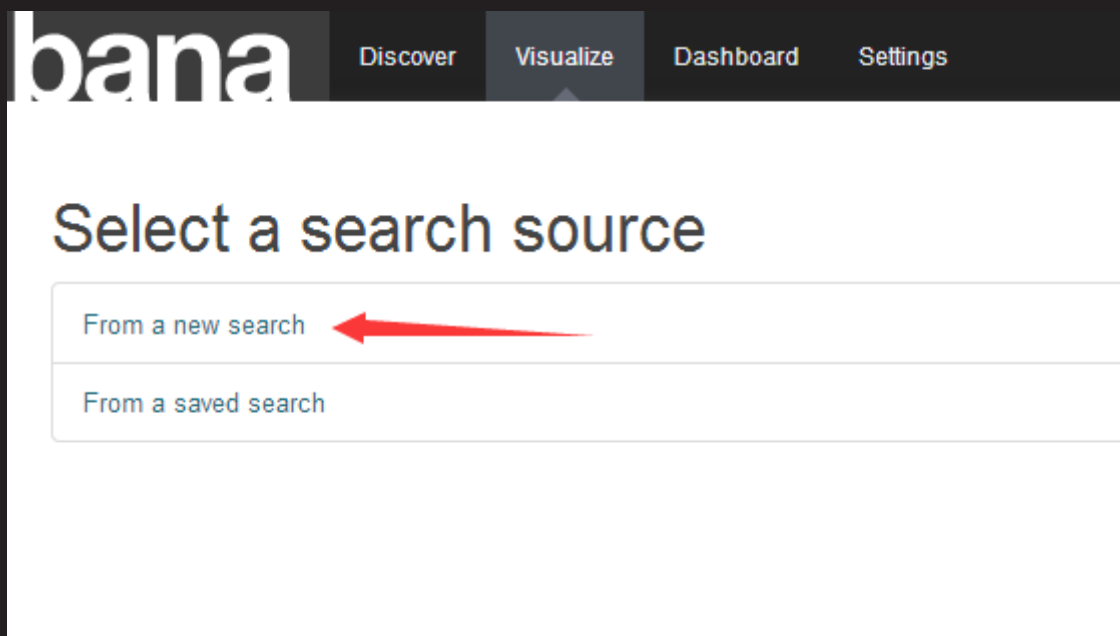 bana Discover Visualize Dashboard Settings
Select a search source
From a new search
From a saved search